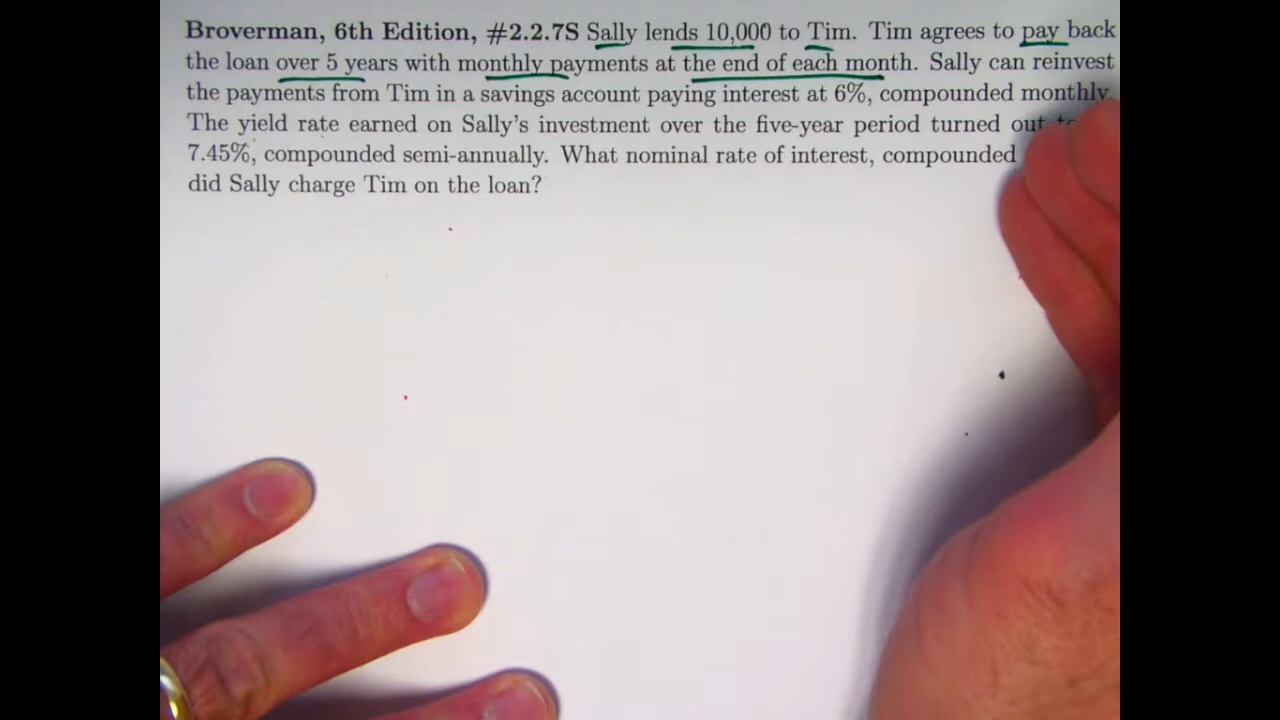 Broverman, 6th Edition, #2.2.7S Sally lends 10,000 to Tim. Tim agrees to pay back
the loan over 5 years with monthly payments at the end of each month. Sally can reinvest
the payments from Tim in a savings account paying interest at 6%, compounded monthly.
The yield rate earned on Sally's investment over the five-year period turned out
7.45%, compounded semi-annually. What nominal rate of interest, compounded
did Sally charge Tim on the loan?